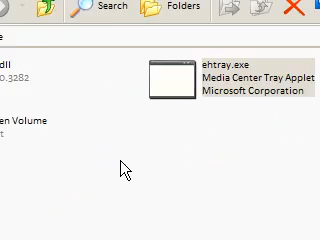 Search Folders
e
dll
0.3282
ehtray.exe
Media Center Tray Applet
Microsoft Corporation
en Volume
t